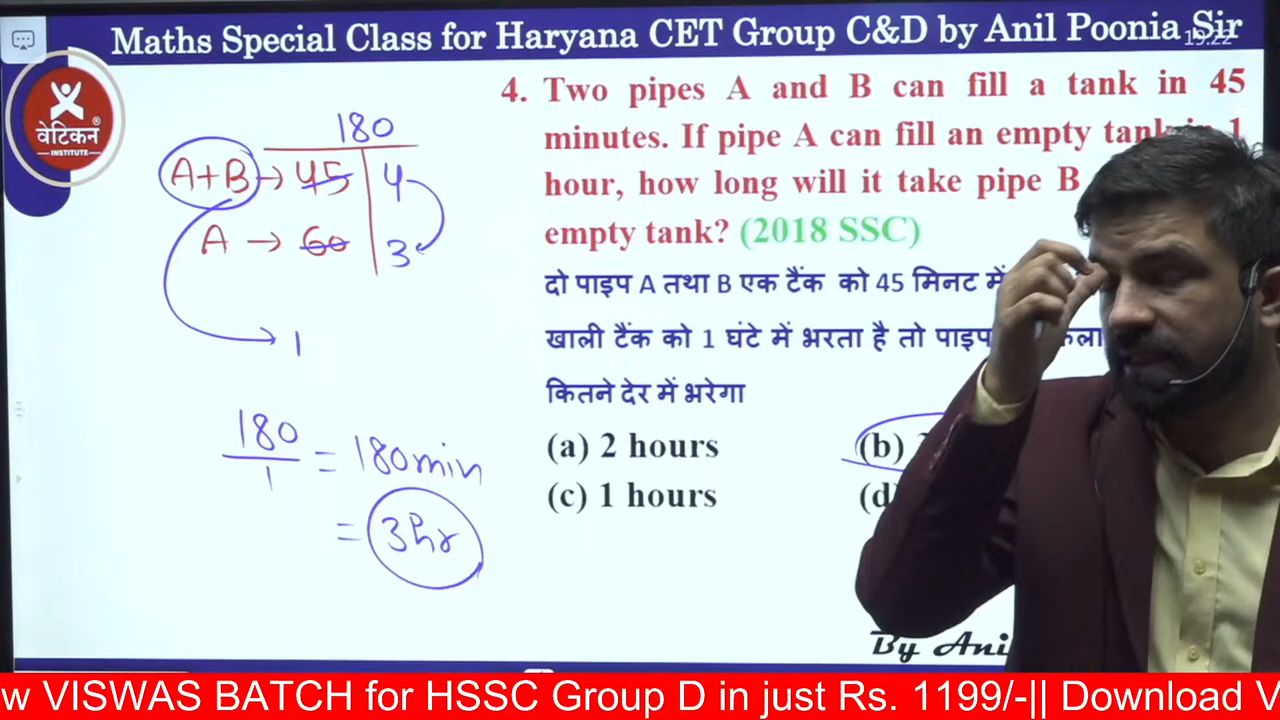 Maths Special Class for Haryana CET Group C&D by Anil Poonia Sir
19:22
वेटिकन
®
INSTITUTE
180
A+B → 45 4
A → 60 3
1
180
1
= 180min
= 3hr
4. Two pipes A and B can fill a tank in 45
minutes. If pipe A can fill an empty tank in 1
hour, how long will it take pipe B
empty tank? (2018 SSC)
दो पाइप A तथा B एक टैंक को 45 मिनट में
खाली टैंक को 1 घंटे में भरता है तो पाइप
कितने देर में भरेगा
(a) 2 hours (b)
(c) 1 hours (d)
By Ani
w VISWAS BATCH for HSSC Group D in just Rs. 1199/-|| Download V